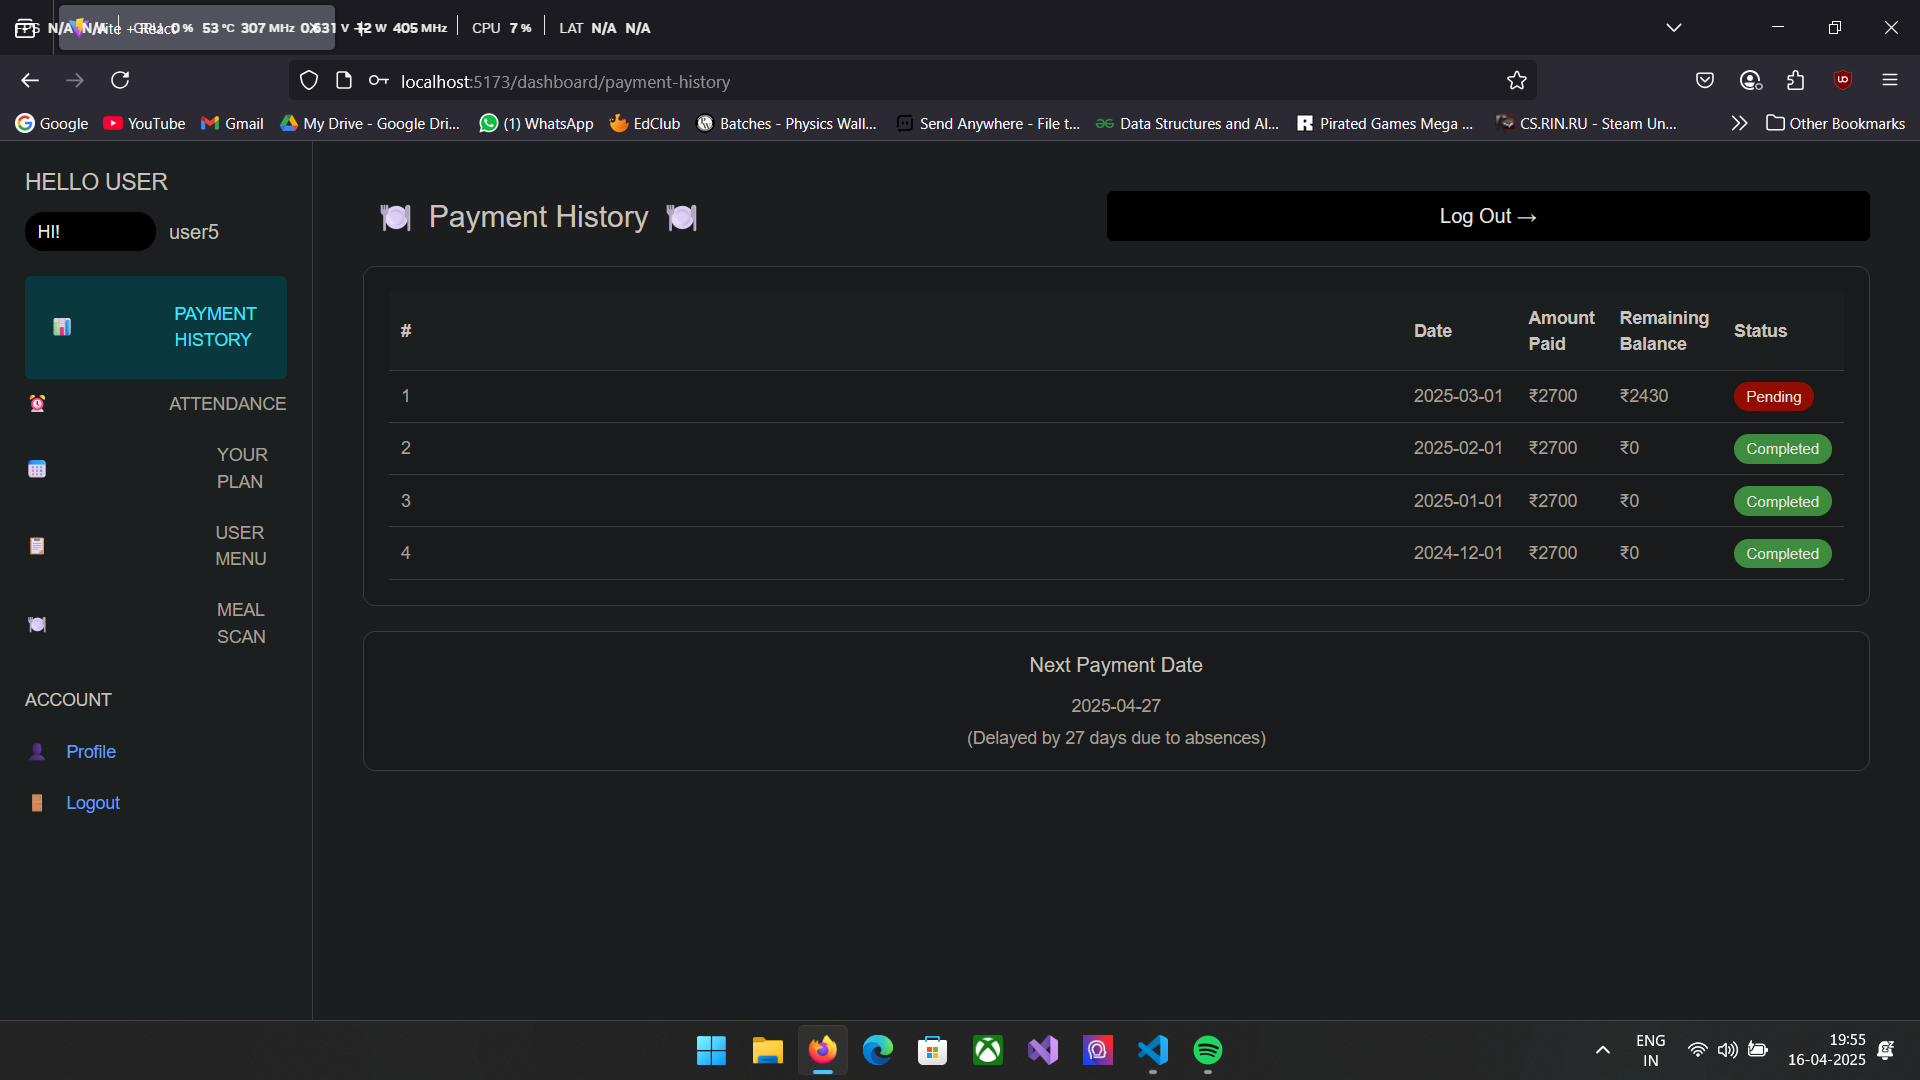 FPS N/A N/A GPU 0 % 53 °C 307 MHz 0.631 V 12 W 405 MHz CPU 7 % LAT N/A N/A
Vite + React
localhost:5173/dashboard/payment-history
Google YouTube Gmail My Drive - Google Dri... (1) WhatsApp EdClub Batches - Physics Wall... Send Anywhere - File t... Data Structures and Al... Pirated Games Mega ... CS.RIN.RU - Steam Un... Other Bookmarks
HELLO USER
HI! user5
PAYMENT
HISTORY
ATTENDANCE
YOUR
PLAN
USER
MENU
MEAL
SCAN
ACCOUNT
Profile
Logout
Payment History
Log Out →
# Date Amount Paid Remaining Balance Status
1 2025-03-01 ₹2700 ₹2430 Pending
2 2025-02-01 ₹2700 ₹0 Completed
3 2025-01-01 ₹2700 ₹0 Completed
4 2024-12-01 ₹2700 ₹0 Completed
Next Payment Date
2025-04-27
(Delayed by 27 days due to absences)
ENG
IN
19:55
16-04-2025